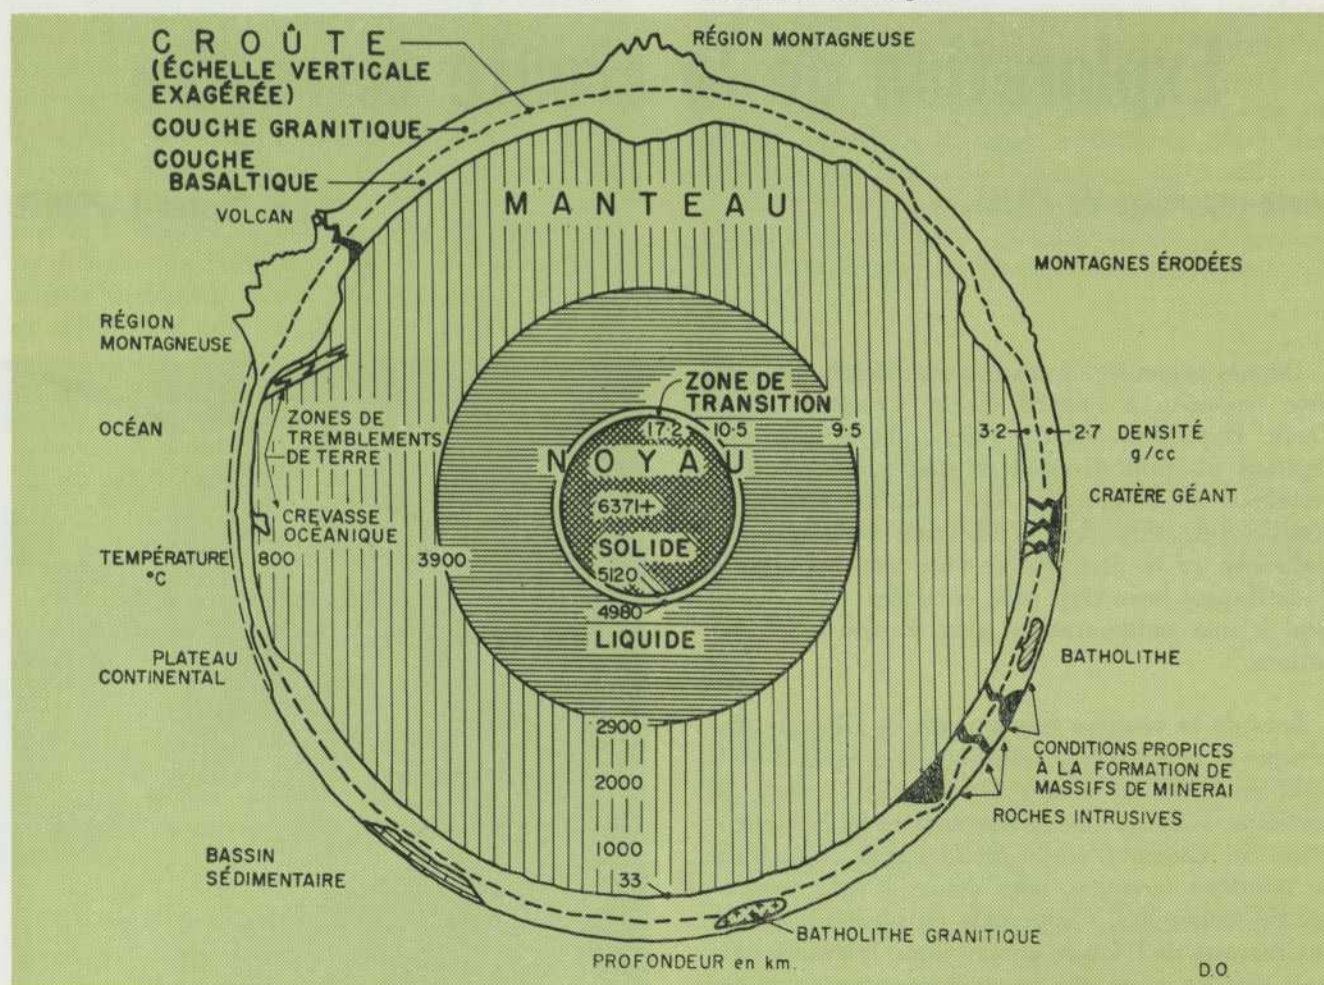 CROÛTE
(ÉCHELLE VERTICALE
EXAGÉRÉE)
COUCHE GRANITIQUE
COUCHE
BASALTIQUE
VOLCAN
RÉGION MONTAGNEUSE
MANTEAU
MONTAGNES ÉRODÉES
RÉGION
MONTAGNEUSE
OCÉAN
ZONES DE
TREMBLEMENTS
DE TERRE
CREVASSE
OCÉANIQUE
ZONE DE
TRANSITION
17.2 10.5 9.5 3.2 2.7 DENSITÉ
g/cc
NOYAU
6371+
SOLIDE
5120
4980
LIQUIDE
CRATÈRE GÉANT
TEMPÉRATURE 800 3900
°C
PLATEAU
CONTINENTAL
BATHOLITHE
2900
2000
1000
33
CONDITIONS PROPICES
À LA FORMATION DE
MASSIFS DE MINERAI
ROCHES INTRUSIVES
BASSIN
SÉDIMENTAIRE
BATHOLITHE GRANITIQUE
PROFONDEUR en km.
D.O